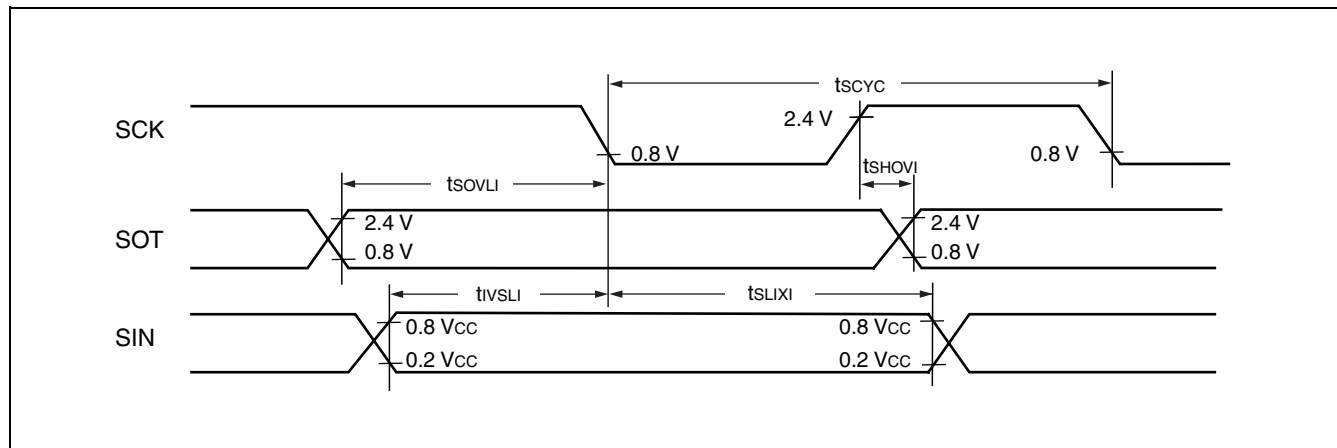 tSCYC
SCK
2.4 V
0.8 V
0.8 V
tSHOVI
tSOVLI
SOT
2.4 V
2.4 V
0.8 V
0.8 V
tIVSLI
tSLIXI
SIN
0.8 VCC
0.8 VCC
0.2 VCC
0.2 VCC